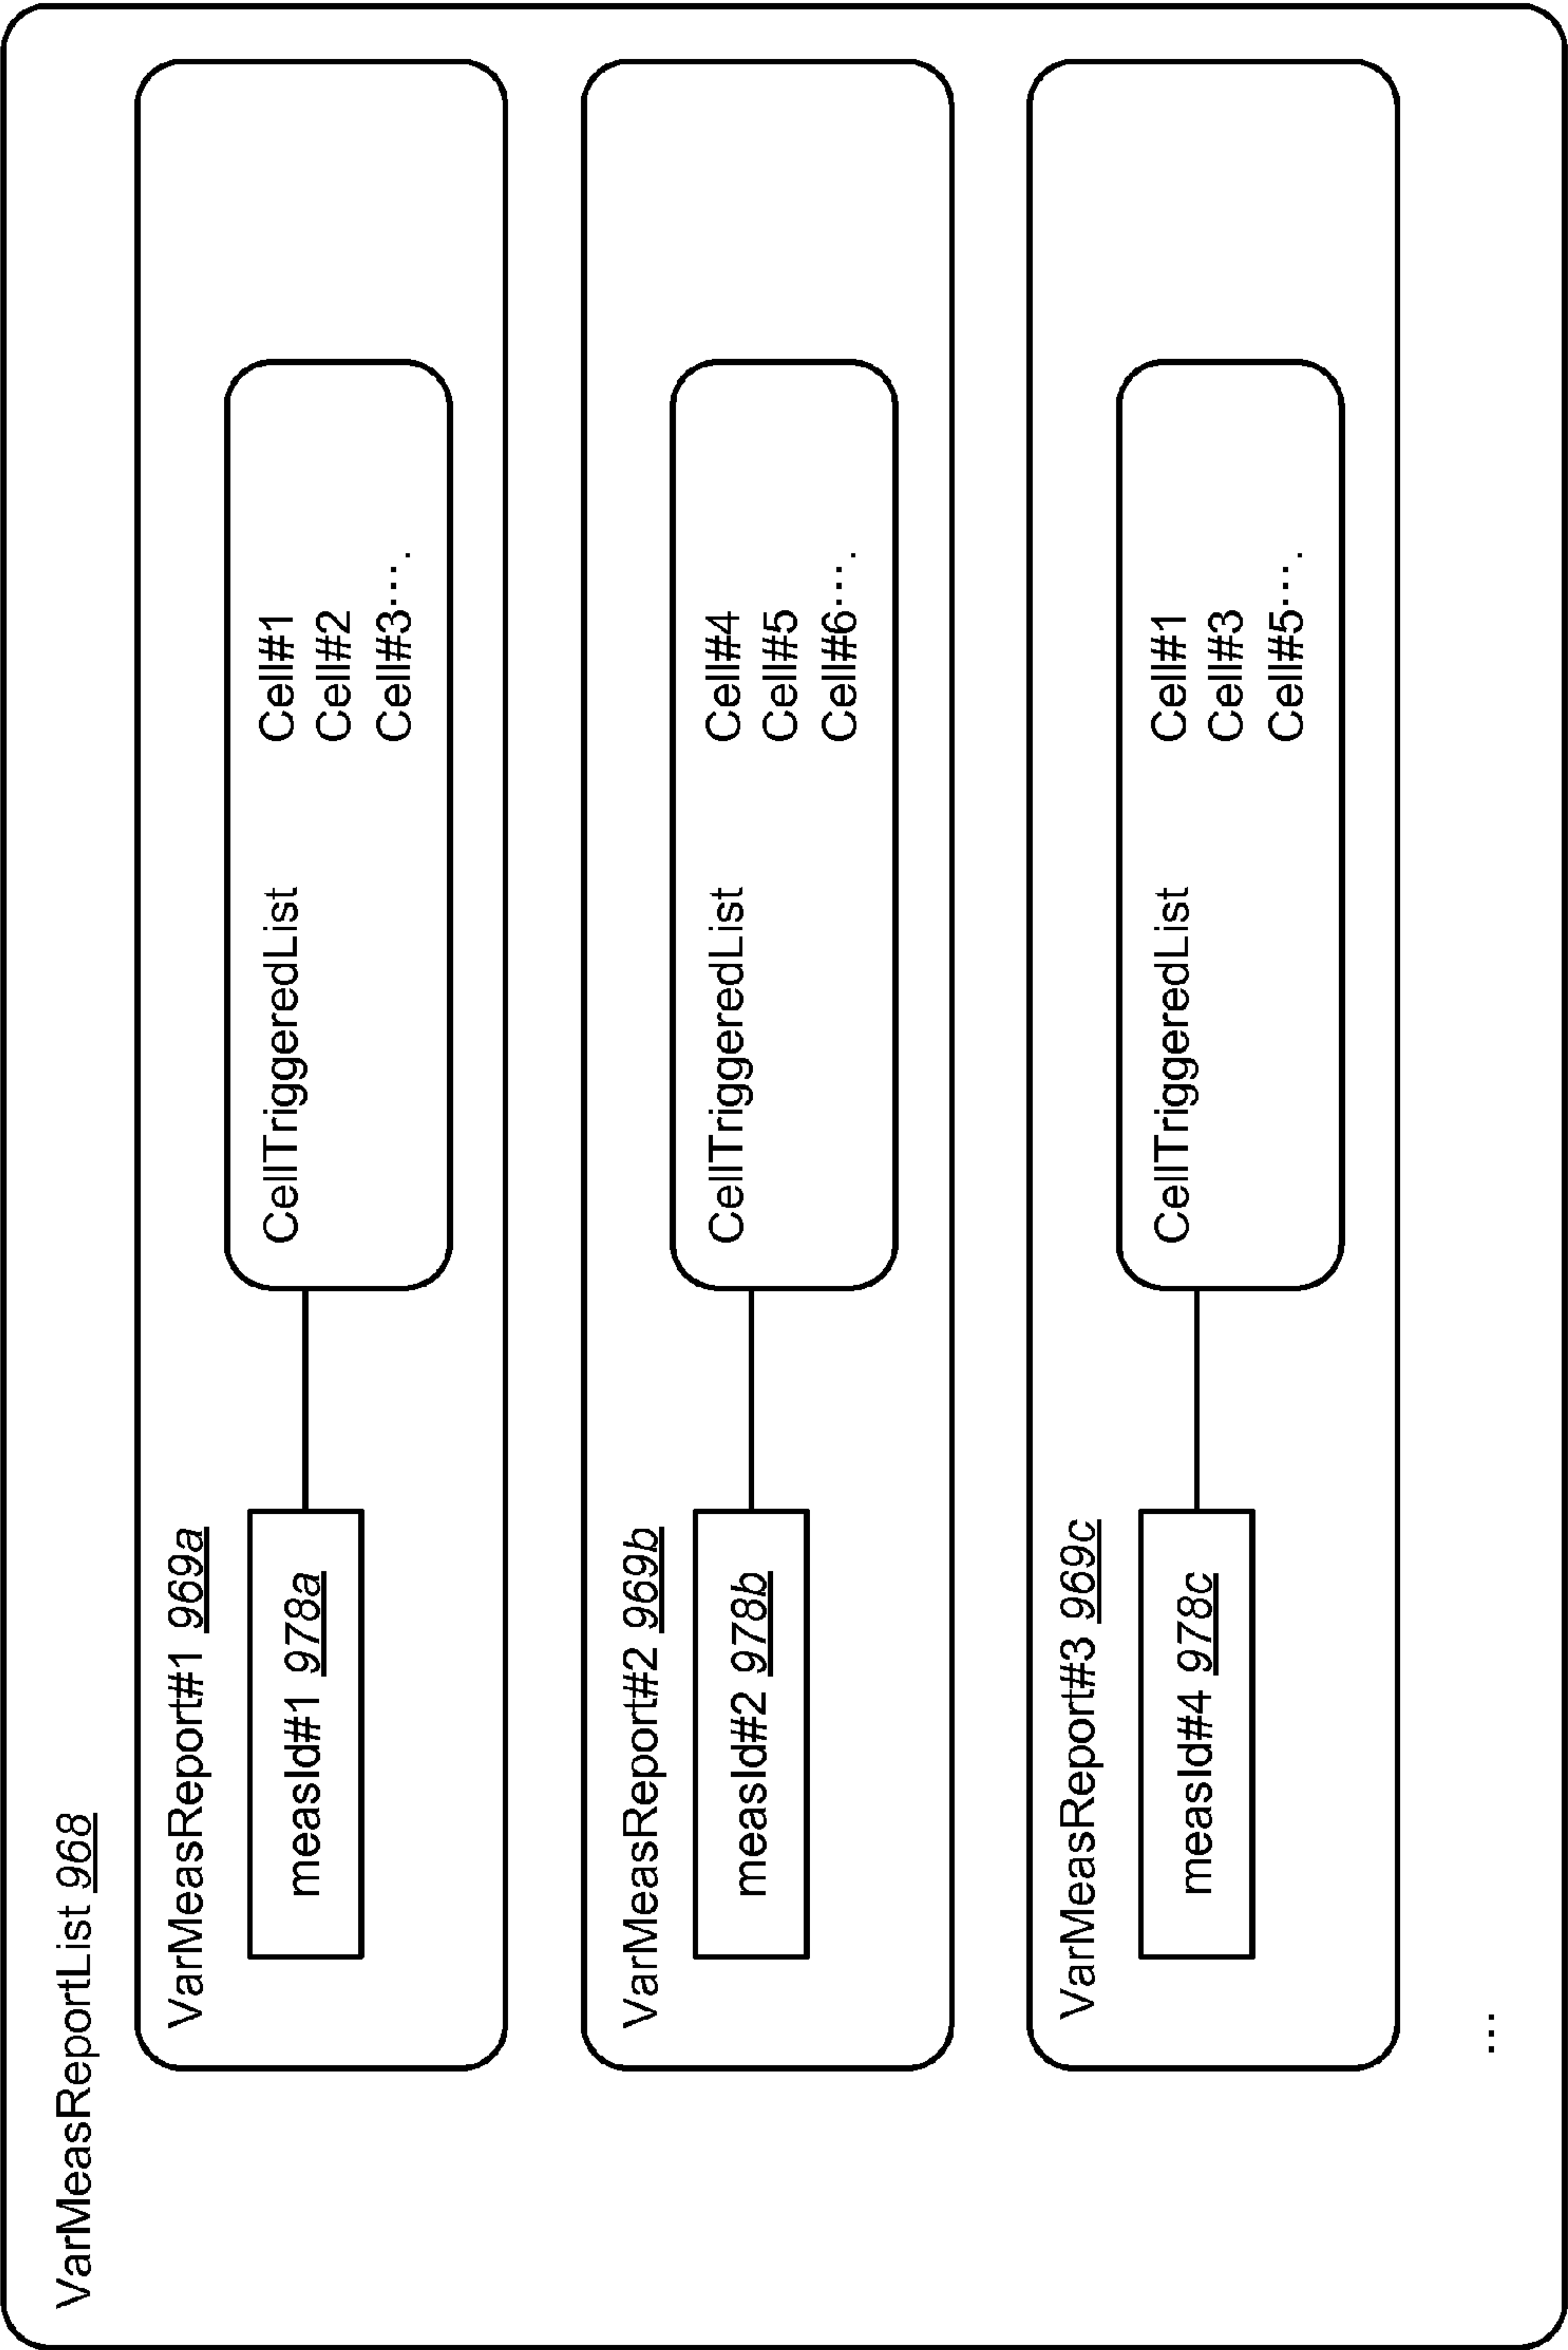 VarMeasReportList 968
VarMeasReport#1 969a
measId#1 978a
CellTriggeredList
Cell#1
Cell#2
Cell#3....
VarMeasReport#2 969b
measId#2 978b
CellTriggeredList
Cell#4
Cell#5
Cell#6....
VarMeasReport#3 969c
measId#4 978c
CellTriggeredList
Cell#1
Cell#3
Cell#5....
...